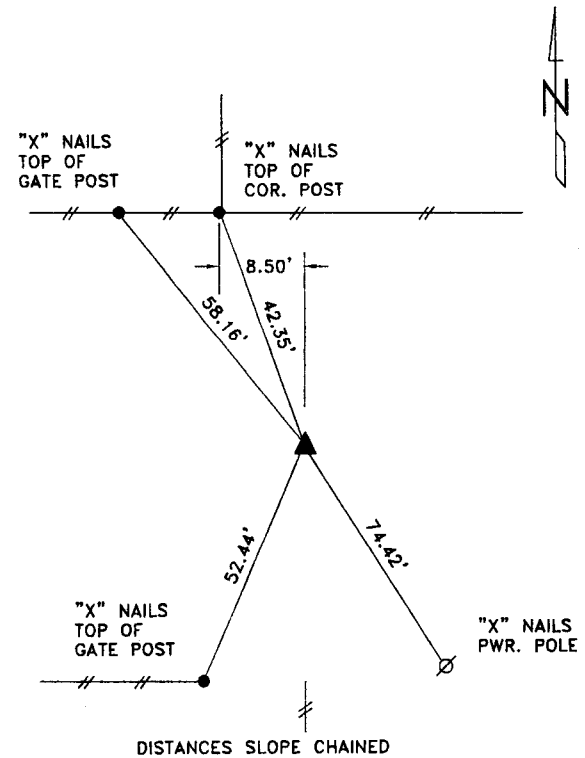 N
"X" NAILS
TOP OF
GATE POST
"X" NAILS
TOP OF
COR. POST
8.50'
58.16'
42.35'
52.44'
74.42'
"X" NAILS
TOP OF
GATE POST
"X" NAILS
PWR. POLE
DISTANCES SLOPE CHAINED